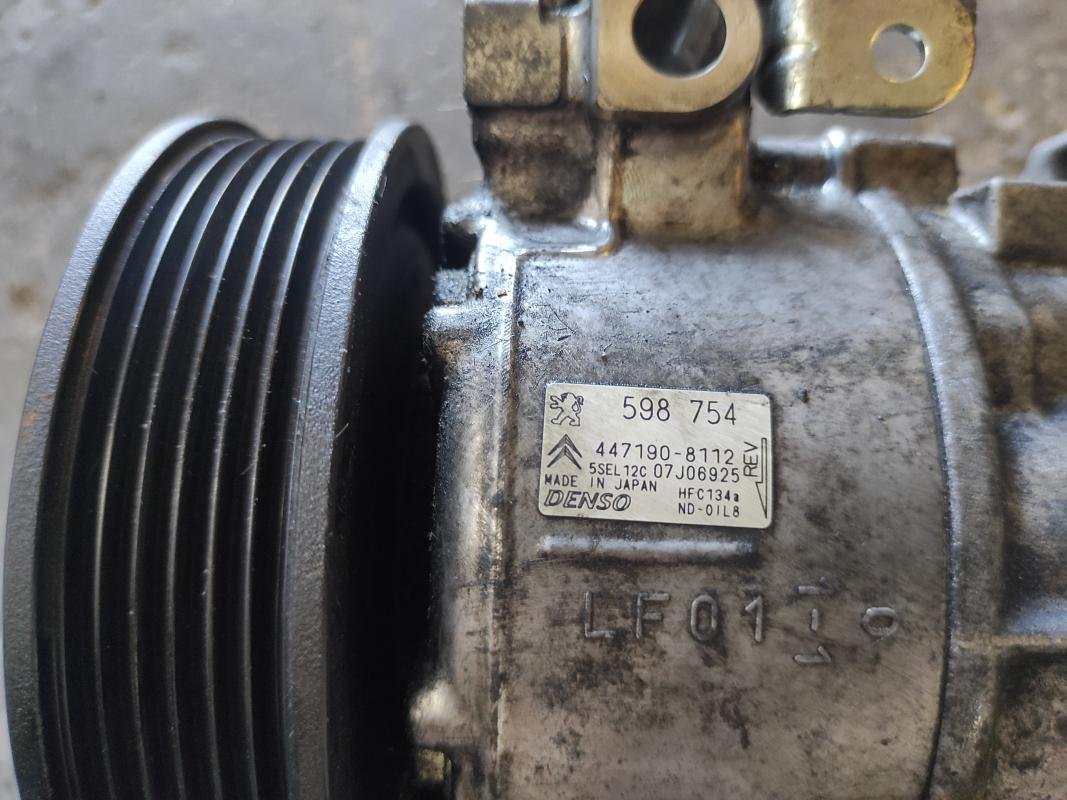 598 754
447190-8112
5SEL12C 07J06925
REV
MADE IN JAPAN HFC134a
DENSO ND-OIL8
LF01